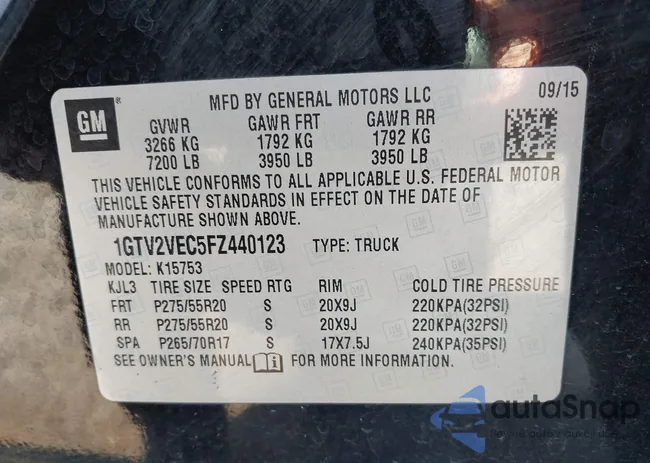 GM ® MFD BY GENERAL MOTORS LLC 09/15
GVWR GAWR FRT GAWR RR
3266 KG 1792 KG 1792 KG
7200 LB 3950 LB 3950 LB
THIS VEHICLE CONFORMS TO ALL APPLICABLE U.S. FEDERAL MOTOR
VEHICLE SAFETY STANDARDS IN EFFECT ON THE DATE OF
MANUFACTURE SHOWN ABOVE.
1GTV2VEC5FZ440123 TYPE: TRUCK
MODEL: K15753
KJL3 TIRE SIZE SPEED RTG RIM COLD TIRE PRESSURE
FRT P275/55R20 S 20X9J 220KPA(32PSI)
RR P275/55R20 S 20X9J 220KPA(32PSI)
SPA P265/70R17 S 17X7.5J 240KPA(35PSI)
SEE OWNER'S MANUAL i FOR MORE INFORMATION.
autoSnap